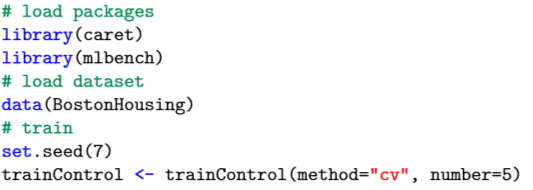 # load packages
library(caret)
library(mlbench)
# load dataset
data(BostonHousing)
# train
set.seed(7)
trainControl <- trainControl(method="cv", number=5)